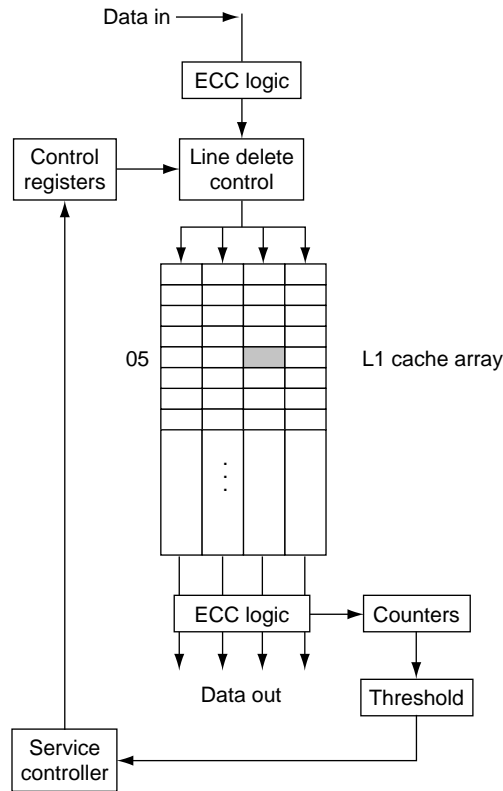 Data in
ECC logic
Control
registers
Line delete
control
05
L1 cache array
. . .
ECC logic
Counters
Data out
Threshold
Service
controller